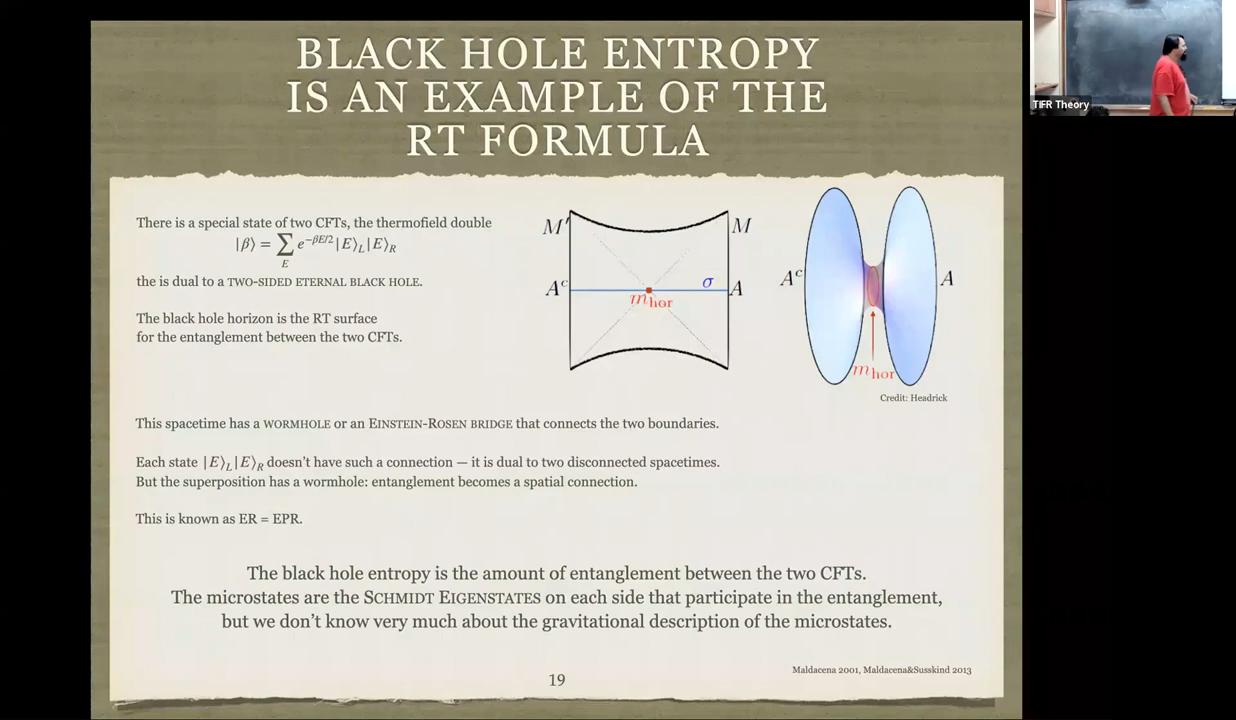 BLACK HOLE ENTROPY
IS AN EXAMPLE OF THE
RT FORMULA
TIFR Theory
There is a special state of two CFTs, the thermofield double
|β⟩ = ∑_E e^{-βE/2} |E⟩_L |E⟩_R
the is dual to a TWO-SIDED ETERNAL BLACK HOLE.
The black hole horizon is the RT surface
for the entanglement between the two CFTs.
M' M
A^c σ A
m_hor
A^c A
m_hor
Credit: Headrick
This spacetime has a WORMHOLE or an EINSTEIN-ROSEN BRIDGE that connects the two boundaries.
Each state |E⟩_L |E⟩_R doesn't have such a connection — it is dual to two disconnected spacetimes.
But the superposition has a wormhole: entanglement becomes a spatial connection.
This is known as ER = EPR.
The black hole entropy is the amount of entanglement between the two CFTs.
The microstates are the SCHMIDT EIGENSTATES on each side that participate in the entanglement,
but we don't know very much about the gravitational description of the microstates.
Maldacena 2001, Maldacena&Susskind 2013
19